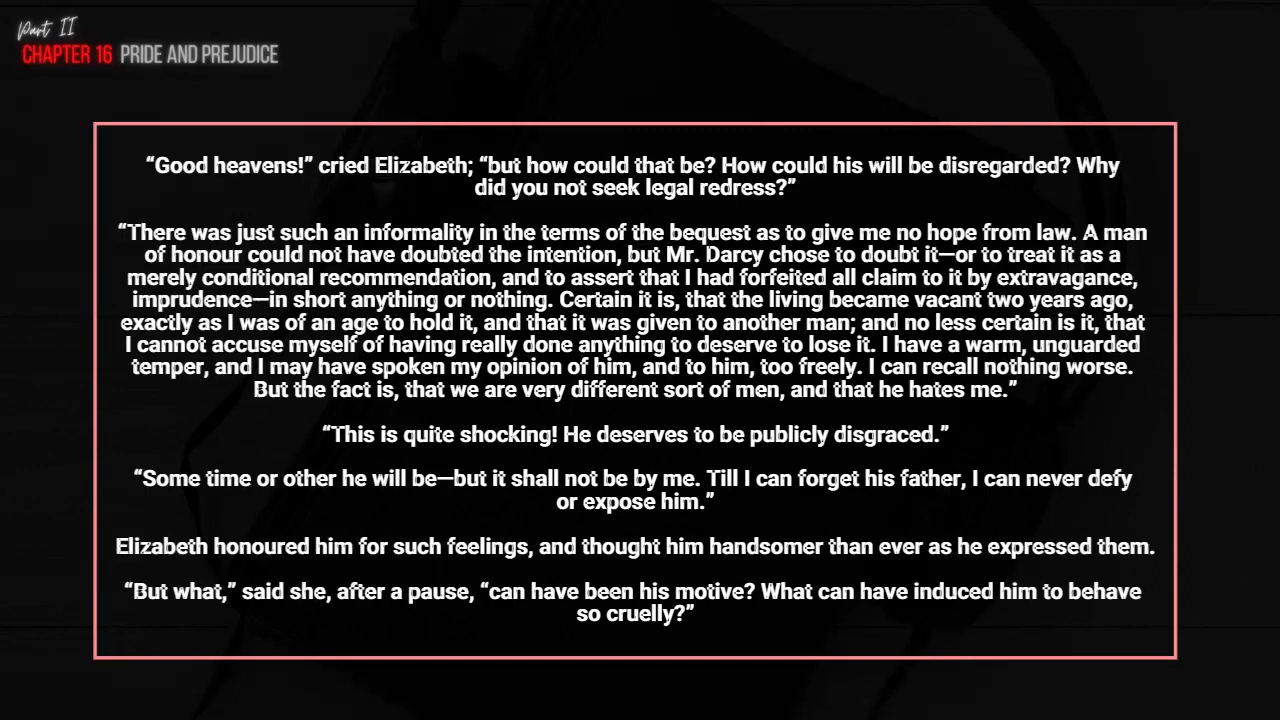 Part II
CHAPTER 16 PRIDE AND PREJUDICE
“Good heavens!” cried Elizabeth; “but how could that be? How could his will be disregarded? Why
did you not seek legal redress?”
“There was just such an informality in the terms of the bequest as to give me no hope from law. A man
of honour could not have doubted the intention, but Mr. Darcy chose to doubt it—or to treat it as a
merely conditional recommendation, and to assert that I had forfeited all claim to it by extravagance,
imprudence—in short anything or nothing. Certain it is, that the living became vacant two years ago,
exactly as I was of an age to hold it, and that it was given to another man; and no less certain is it, that
I cannot accuse myself of having really done anything to deserve to lose it. I have a warm, unguarded
temper, and I may have spoken my opinion of him, and to him, too freely. I can recall nothing worse.
But the fact is, that we are very different sort of men, and that he hates me.”
“This is quite shocking! He deserves to be publicly disgraced.”
“Some time or other he will be—but it shall not be by me. Till I can forget his father, I can never defy
or expose him.”
Elizabeth honoured him for such feelings, and thought him handsomer than ever as he expressed them.
“But what,” said she, after a pause, “can have been his motive? What can have induced him to behave
so cruelly?”